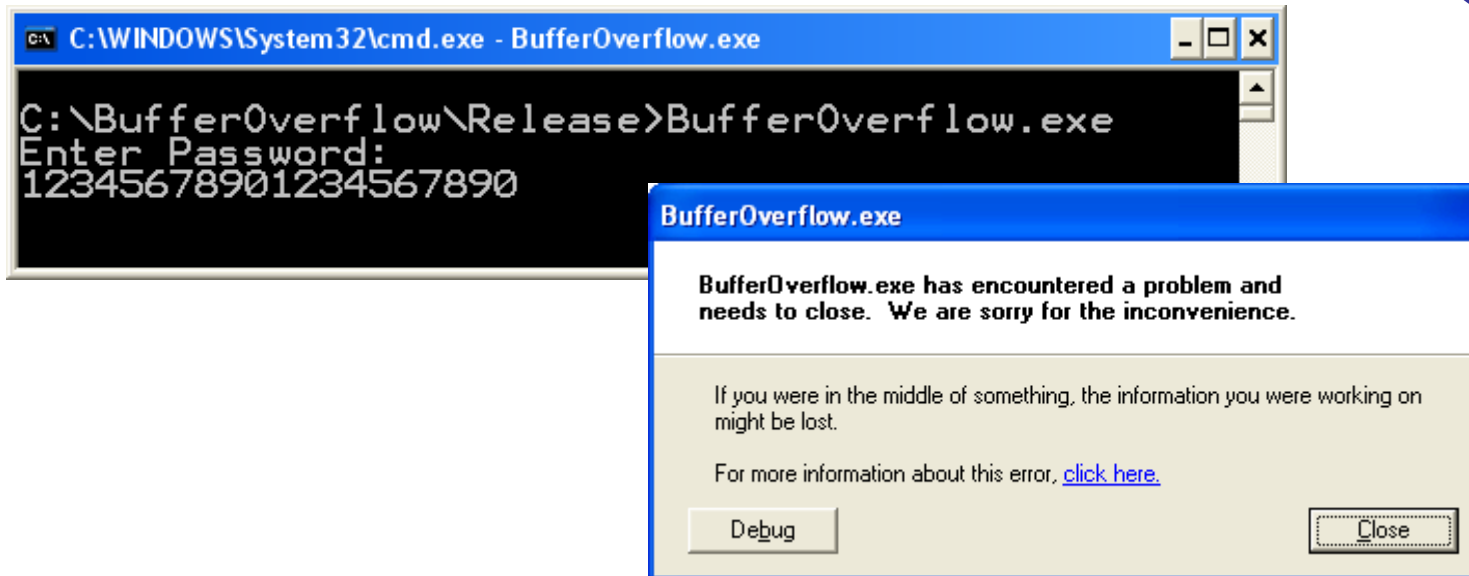 C:\WINDOWS\System32\cmd.exe - BufferOverflow.exe
C:\BufferOverflow\Release>BufferOverflow.exe
Enter Password:
12345678901234567890
BufferOverflow.exe
BufferOverflow.exe has encountered a problem and
needs to close.  We are sorry for the inconvenience.
If you were in the middle of something, the information you were working on
might be lost.
For more information about this error, click here.
Debug
Close